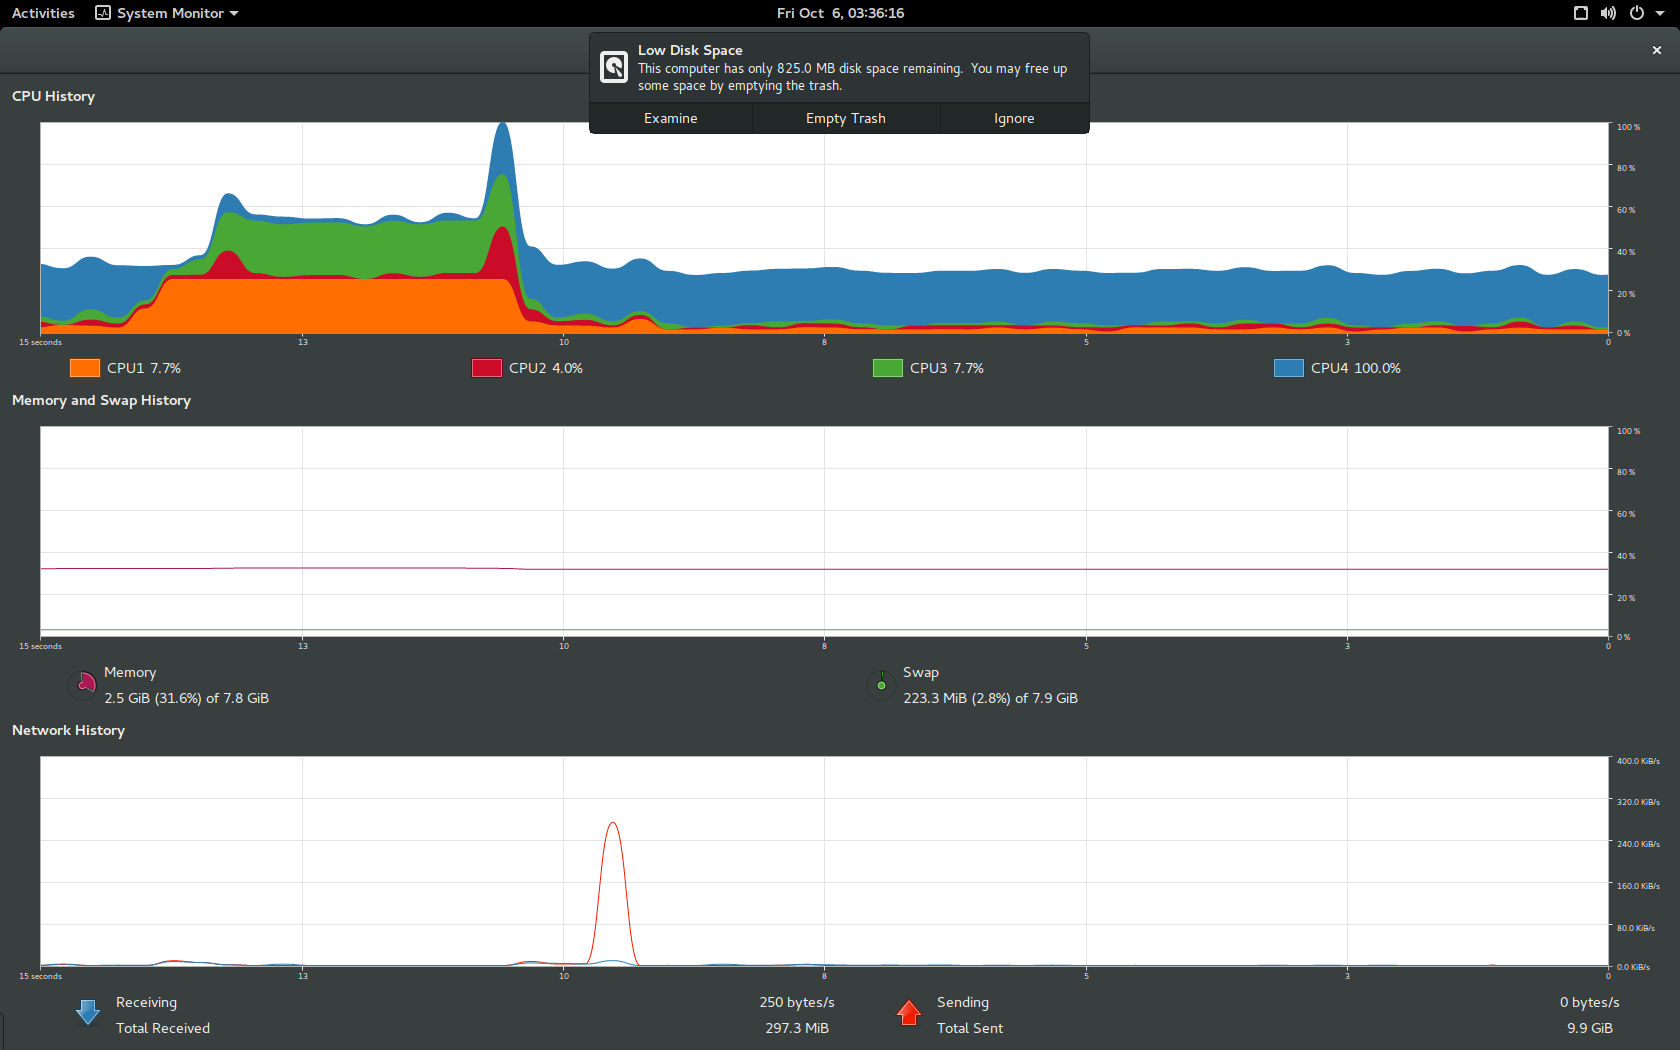 Activities System Monitor Fri Oct 6, 03:36:16
Low Disk Space
This computer has only 825.0 MB disk space remaining. You may free up
some space by emptying the trash.
Examine Empty Trash Ignore
CPU History
100 %
80 %
60 %
40 %
20 %
0 %
15 seconds 13 10 8 5 3 0
CPU1 7.7% CPU2 4.0% CPU3 7.7% CPU4 100.0%
Memory and Swap History
100 %
80 %
60 %
40 %
20 %
0 %
15 seconds 13 10 8 5 3 0
Memory
2.5 GiB (31.6%) of 7.8 GiB
Swap
223.3 MiB (2.8%) of 7.9 GiB
Network History
400.0 KiB/s
320.0 KiB/s
240.0 KiB/s
160.0 KiB/s
80.0 KiB/s
0.0 KiB/s
15 seconds 13 10 8 5 3 0
Receiving 250 bytes/s
Total Received 297.3 MiB
Sending 0 bytes/s
Total Sent 9.9 GiB